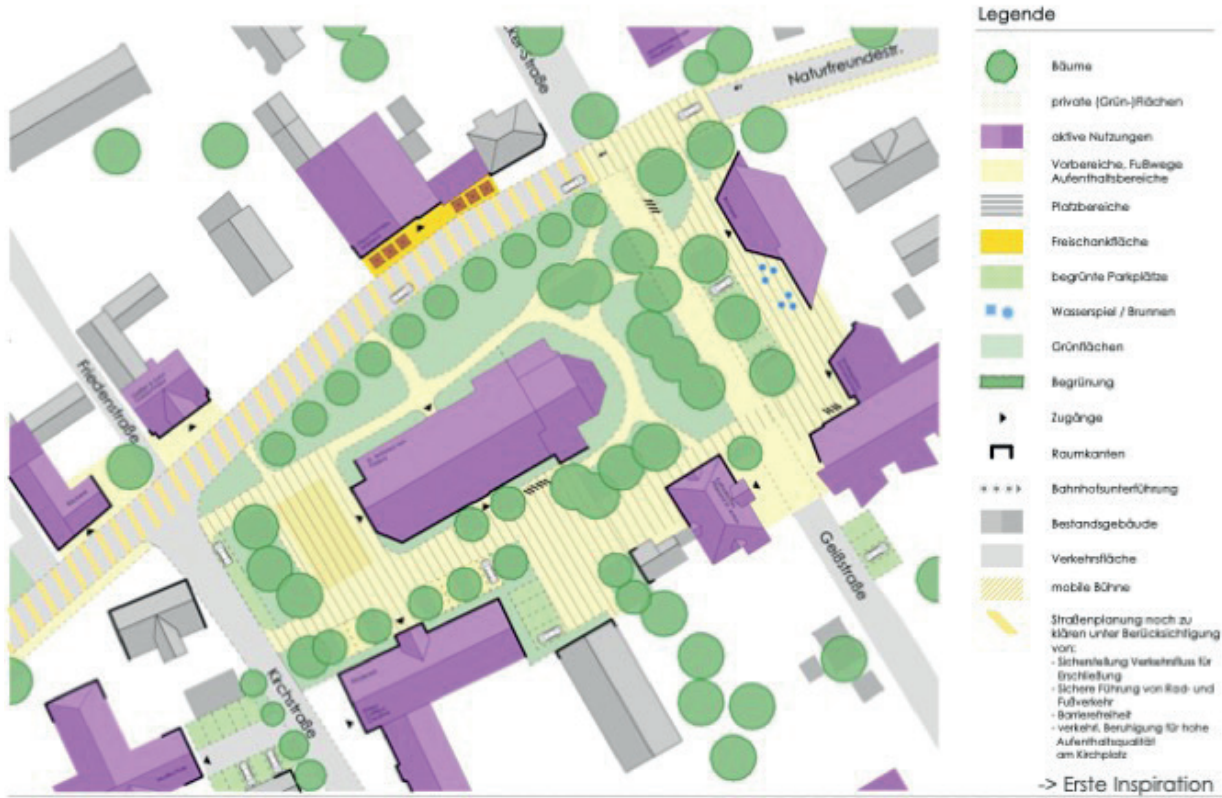 Legende
Bäume
private (Grün-)Flächen
aktive Nutzungen
Vorbereiche, Fußwege
Aufenthaltsbereiche
Platzbereiche
Freischankfläche
begrünte Parkplätze
Wasserspiel / Brunnen
Grünflächen
Begrünung
Zugänge
Raumkanten
Bahnhofsunterführung
Bestandsgebäude
Verkehrsfläche
mobile Bühne
Straßenplanung noch zu
klären unter Berücksichtigung
von:
- Sicherstellung Verkehrsfluss für
Erschließung
- Sichere Führung von Rad- und
Fußverkehr
- Barrierefreiheit
- verkehrl. Beruhigung für hohe
Aufenthaltsqualität
am Kirchplatz
-> Erste Inspiration
Naturfreundestr.
Friedenstraße
Kirchstraße
Geißstraße